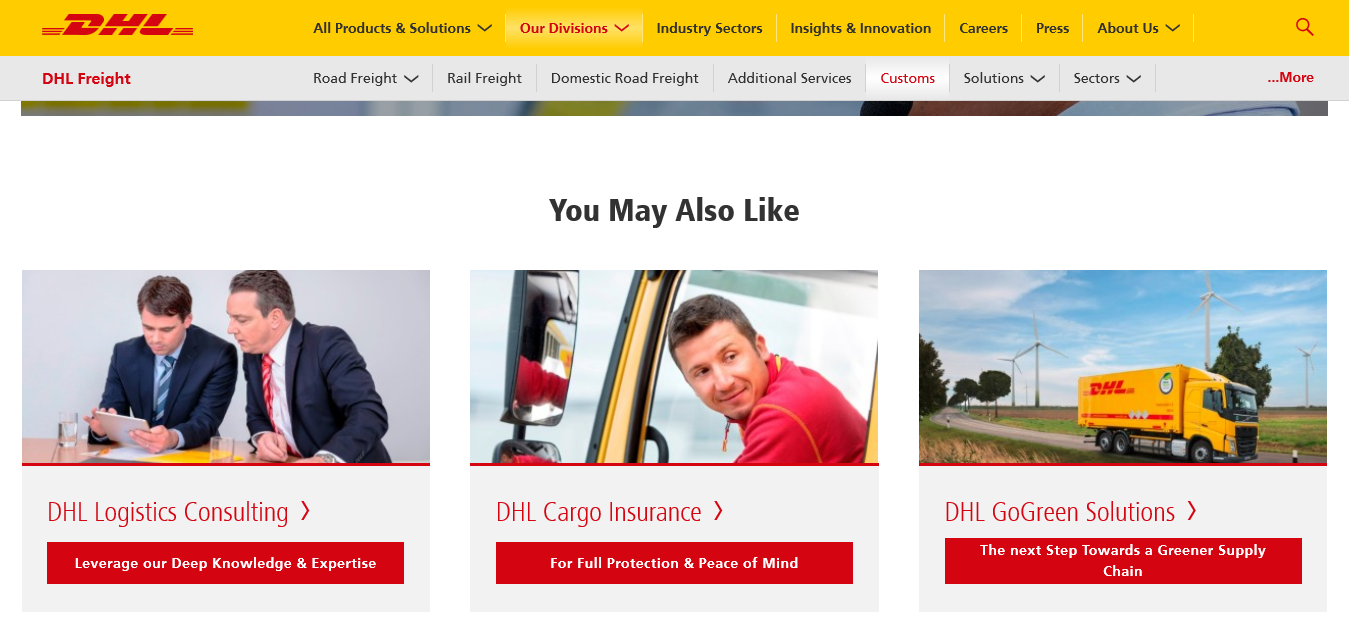 DHL
All Products & Solutions
Our Divisions
Industry Sectors
Insights & Innovation
Careers
Press
About Us
DHL Freight
Road Freight
Rail Freight
Domestic Road Freight
Additional Services
Customs
Solutions
Sectors
...More
You May Also Like
DHL
DHL Logistics Consulting
Leverage our Deep Knowledge & Expertise
DHL Cargo Insurance
For Full Protection & Peace of Mind
DHL GoGreen Solutions
The next Step Towards a Greener Supply
Chain